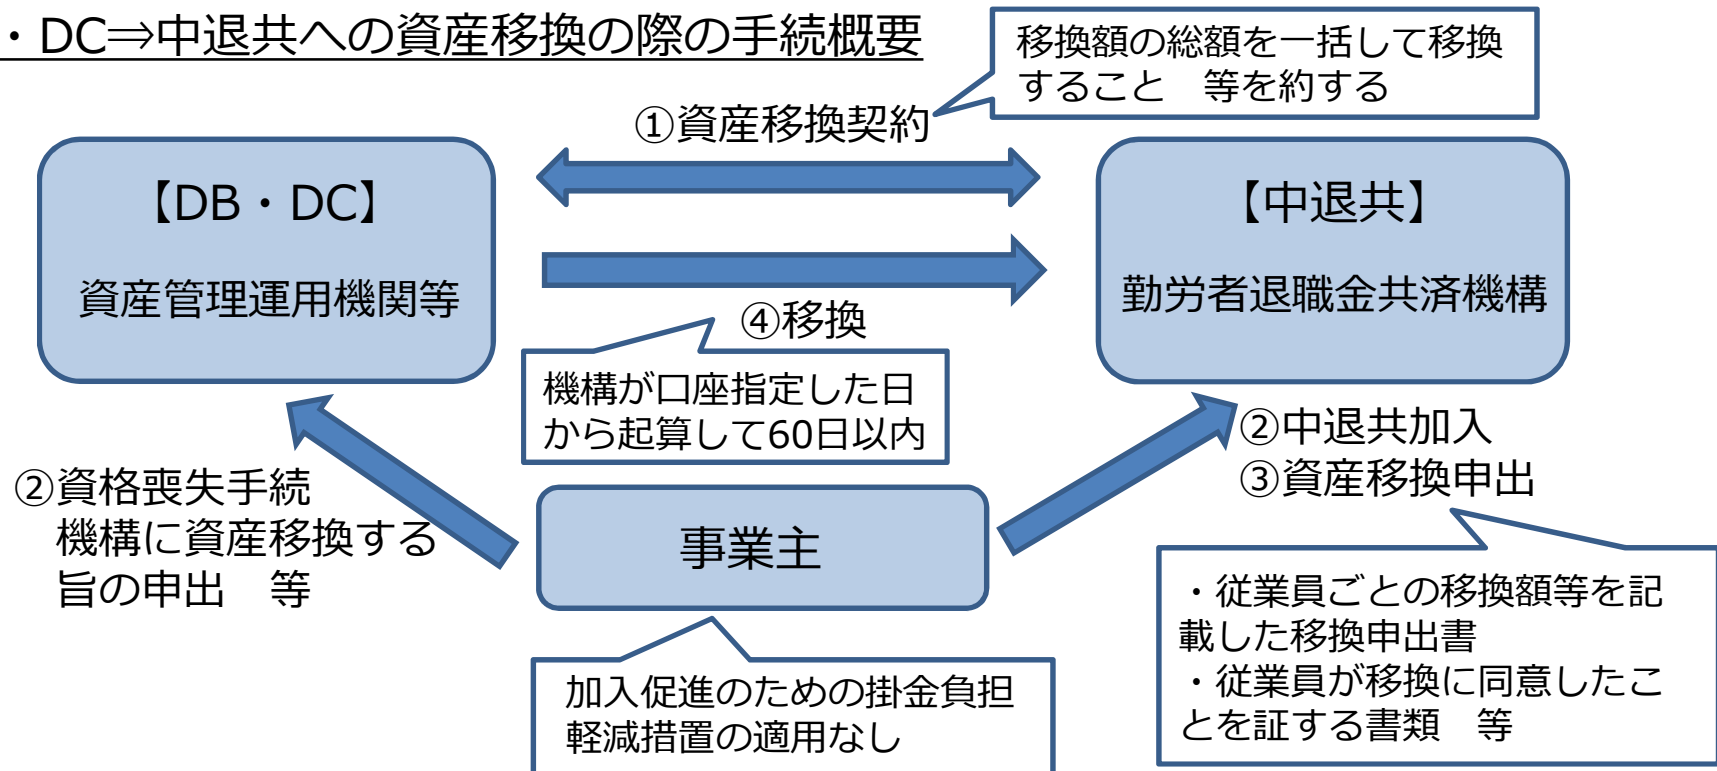 ・DC⇒中退共への資産移換の際の手続概要
移換額の総額を一括して移換
すること　等を約する
①資産移換契約
【DB・DC】
資産管理運用機関等
【中退共】
勤労者退職金共済機構
④移換
機構が口座指定した日
から起算して60日以内
②中退共加入
③資産移換申出
②資格喪失手続
機構に資産移換する
旨の申出　等
事業主
・従業員ごとの移換額等を記
載した移換申出書
・従業員が移換に同意したこ
とを証する書類　等
加入促進のための掛金負担
軽減措置の適用なし